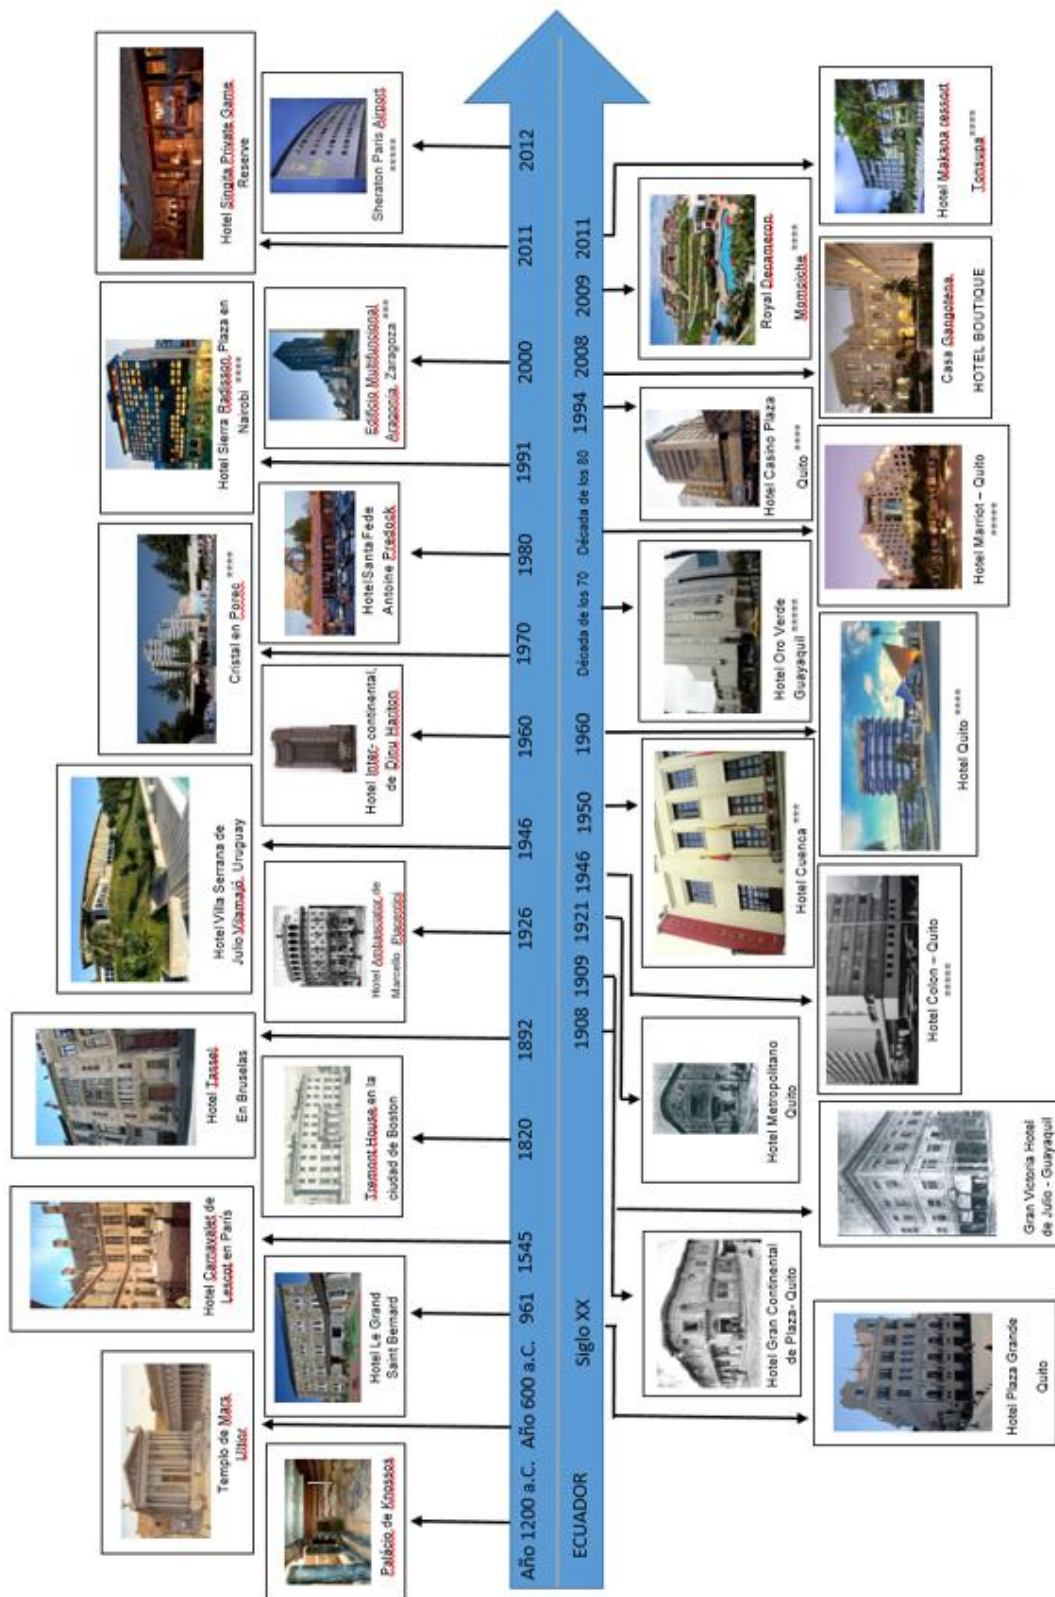 Templo de Mara
Ultor
Hotel Carnavalet de
Lescot en París
Hotel Tassel
En Bruselas
Hotel Villa Serrana de
Julio Vilamajó, Uruguay
Cristal en Porec ****
Hotel Sierra Radisson Plaza en
Nairobi ****
Hotel Singita Private Game
Reserve
Palácio de Knossos
Hotel Le Grand
Saint Bernard
Tremont House en la
ciudad de Boston
Hotel Ambasciator de
Marcello Piacentini
Hotel Inter- continental,
de Dinu Hariton
Hotel Santa Fede
Antoine Predock
Edificio Multifuncional
Aragonia, Zaragoza ***
Sheraton Paris Airport
*****
Año 1200 a.C. Año 600 a.C. 961 1545 1820 1892 1926 1946 1960 1970 1980 1991 2000 2011 2012
ECUADOR Siglo XX 1908 1909 1921 1946 1950 1960 Década de los 70 Década de los 80 1994 2008 2009 2011
Hotel Gran Continental
de Plaza- Quito
Hotel Metropolitano
Quito
Hotel Cuenca ***
Hotel Oro Verde
Guayaquil *****
Hotel Casino Plaza
Quito ****
Royal Decameron
Mompiche ****
Hotel Plaza Grande
Quito
Gran Victoria Hotel
de Julio - Guayaquil
Hotel Colon – Quito
*****
Hotel Quito ****
Hotel Marriot – Quito
*****
Casa Gangotena
HOTEL BOUTIQUE
Hotel Makana ressort
Tonsupa ****